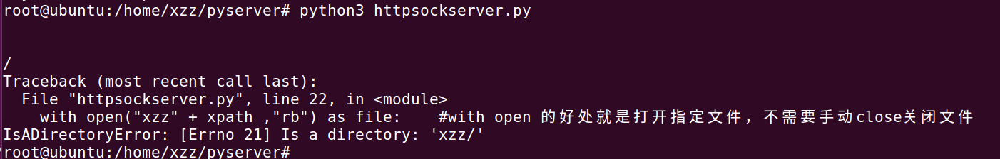 root@ubuntu:/home/xzz/pyserver# python3 httpsockserver.py
/
Traceback (most recent call last):
  File "httpsockserver.py", line 22, in <module>
    with open("xzz" + xpath ,"rb") as file:    #with open 的好处就是打开指定文件，不需要手动close关闭文件
IsADirectoryError: [Errno 21] Is a directory: 'xzz/'
root@ubuntu:/home/xzz/pyserver#